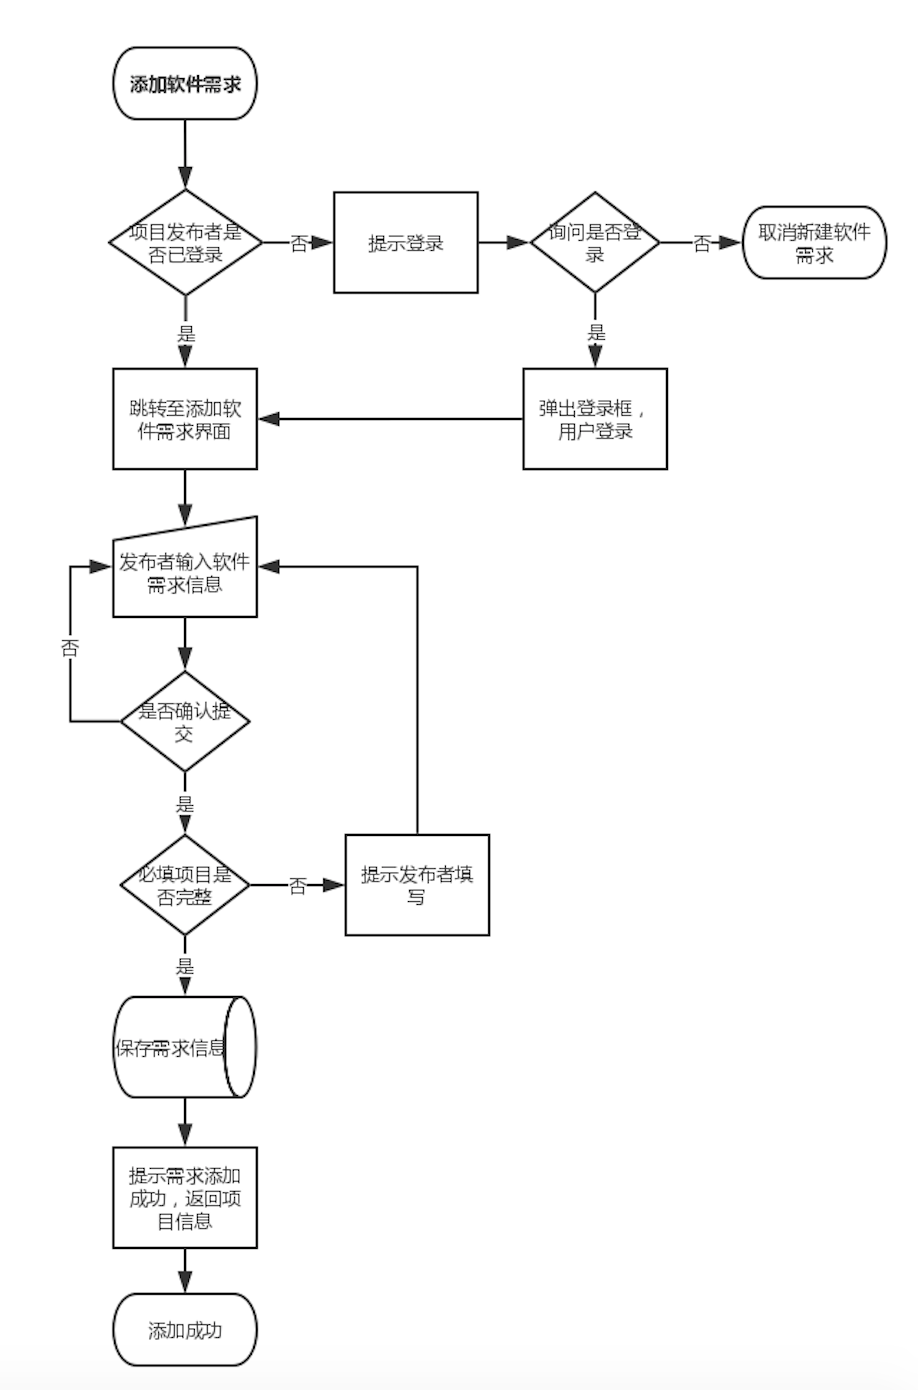 添加软件需求
项目发布者是
否已登录
否
提示登录
询问是否登
录
否
取消新建软件
需求
是
是
跳转至添加软
件需求界面
弹出登录框，
用户登录
发布者输入软件
需求信息
否
是否确认提
交
是
必填项目是
否完整
否
提示发布者填
写
是
保存需求信息
提示需求添加
成功，返回项
目信息
添加成功